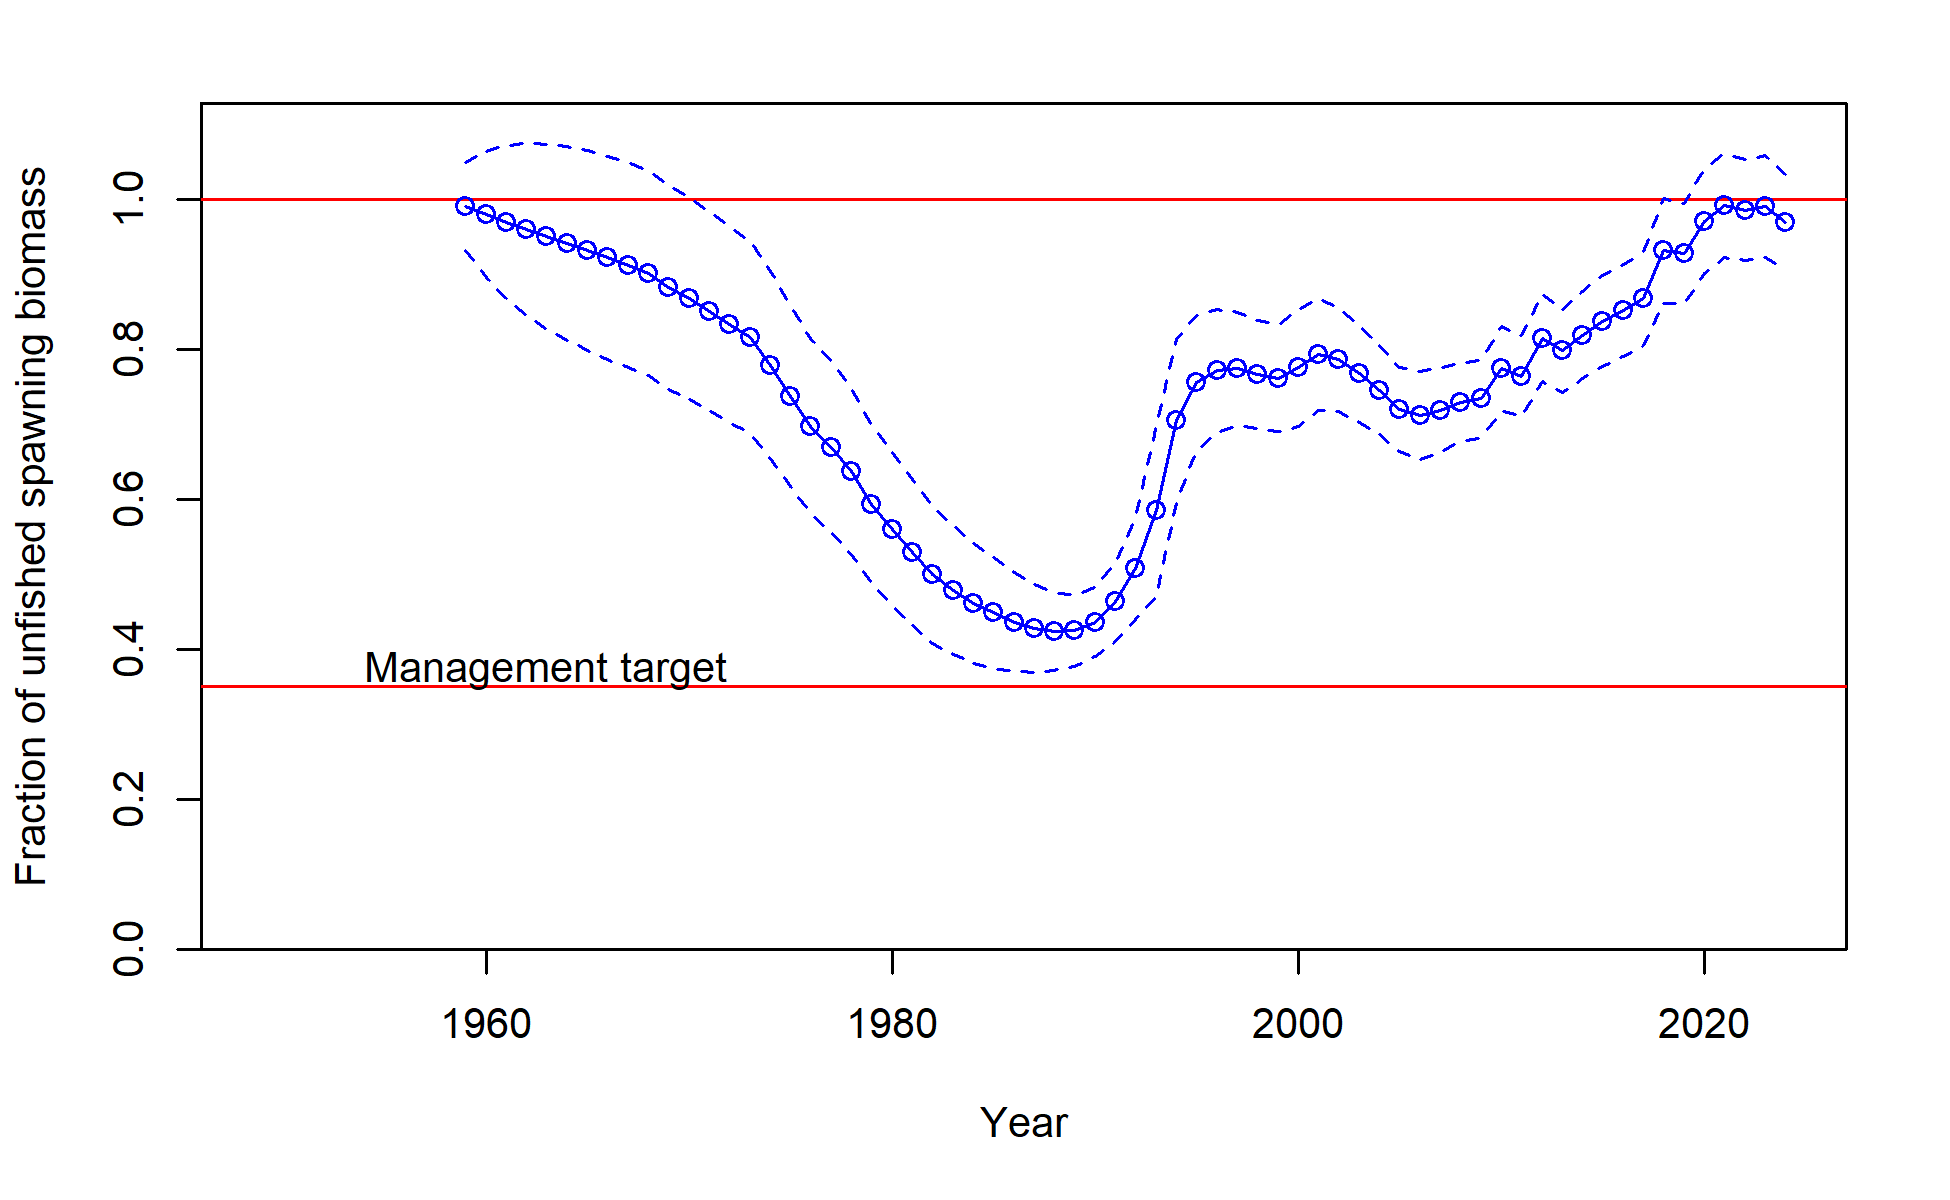 Fraction of unfished spawning biomass
1.0
0.8
0.6
0.4
0.2
0.0
Management target
1960 1980 2000 2020
Year